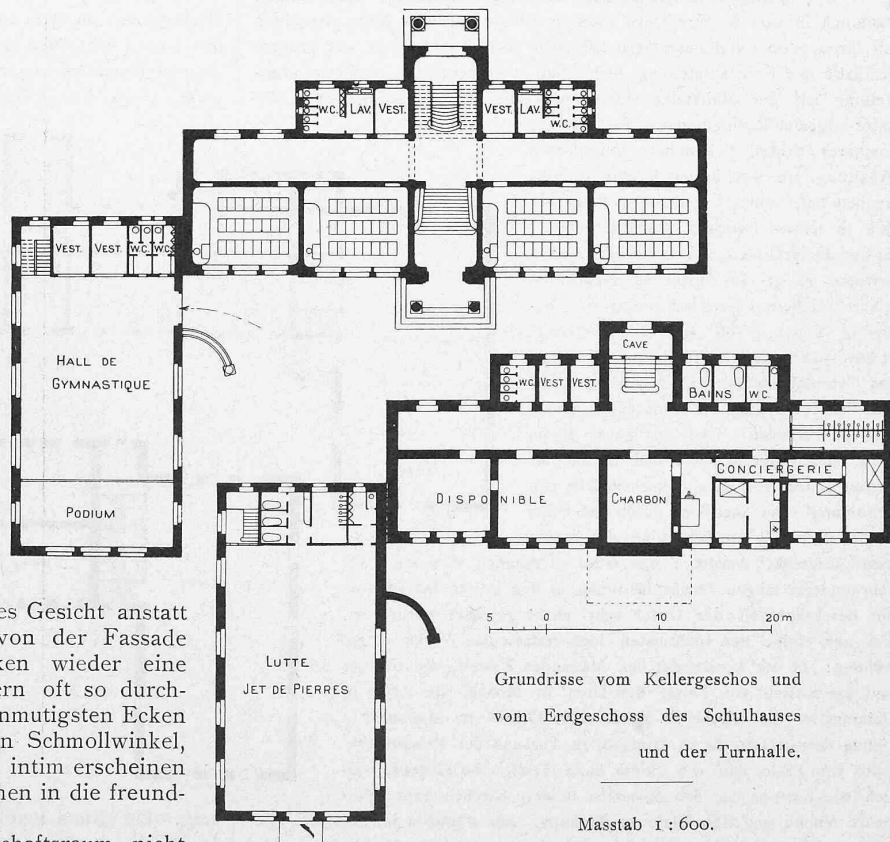 W.C.
LAV.
VEST.
VEST.
LAV.
W.C.
VEST.
VEST.
W.C.
W.C.
HALL DE
GYMNASTIQUE
PODIUM
CAVE
W.C.
VEST
VEST.
BAINS
W.C.
CONCIERGERIE
DISPONIBLE
CHARBON
LUTTE
JET DE PIERRES
5 0 10 20 m
Grundrisse vom Kellergeschos und
vom Erdgeschoss des Schulhauses
und der Turnhalle
Masstab 1 : 600.
es Gesicht anstatt
von der Fassade
ken wieder eine
ern oft so durch-
nmutigsten Ecken
n Schmollwinkel,
intim erscheinen
nen in die freund-